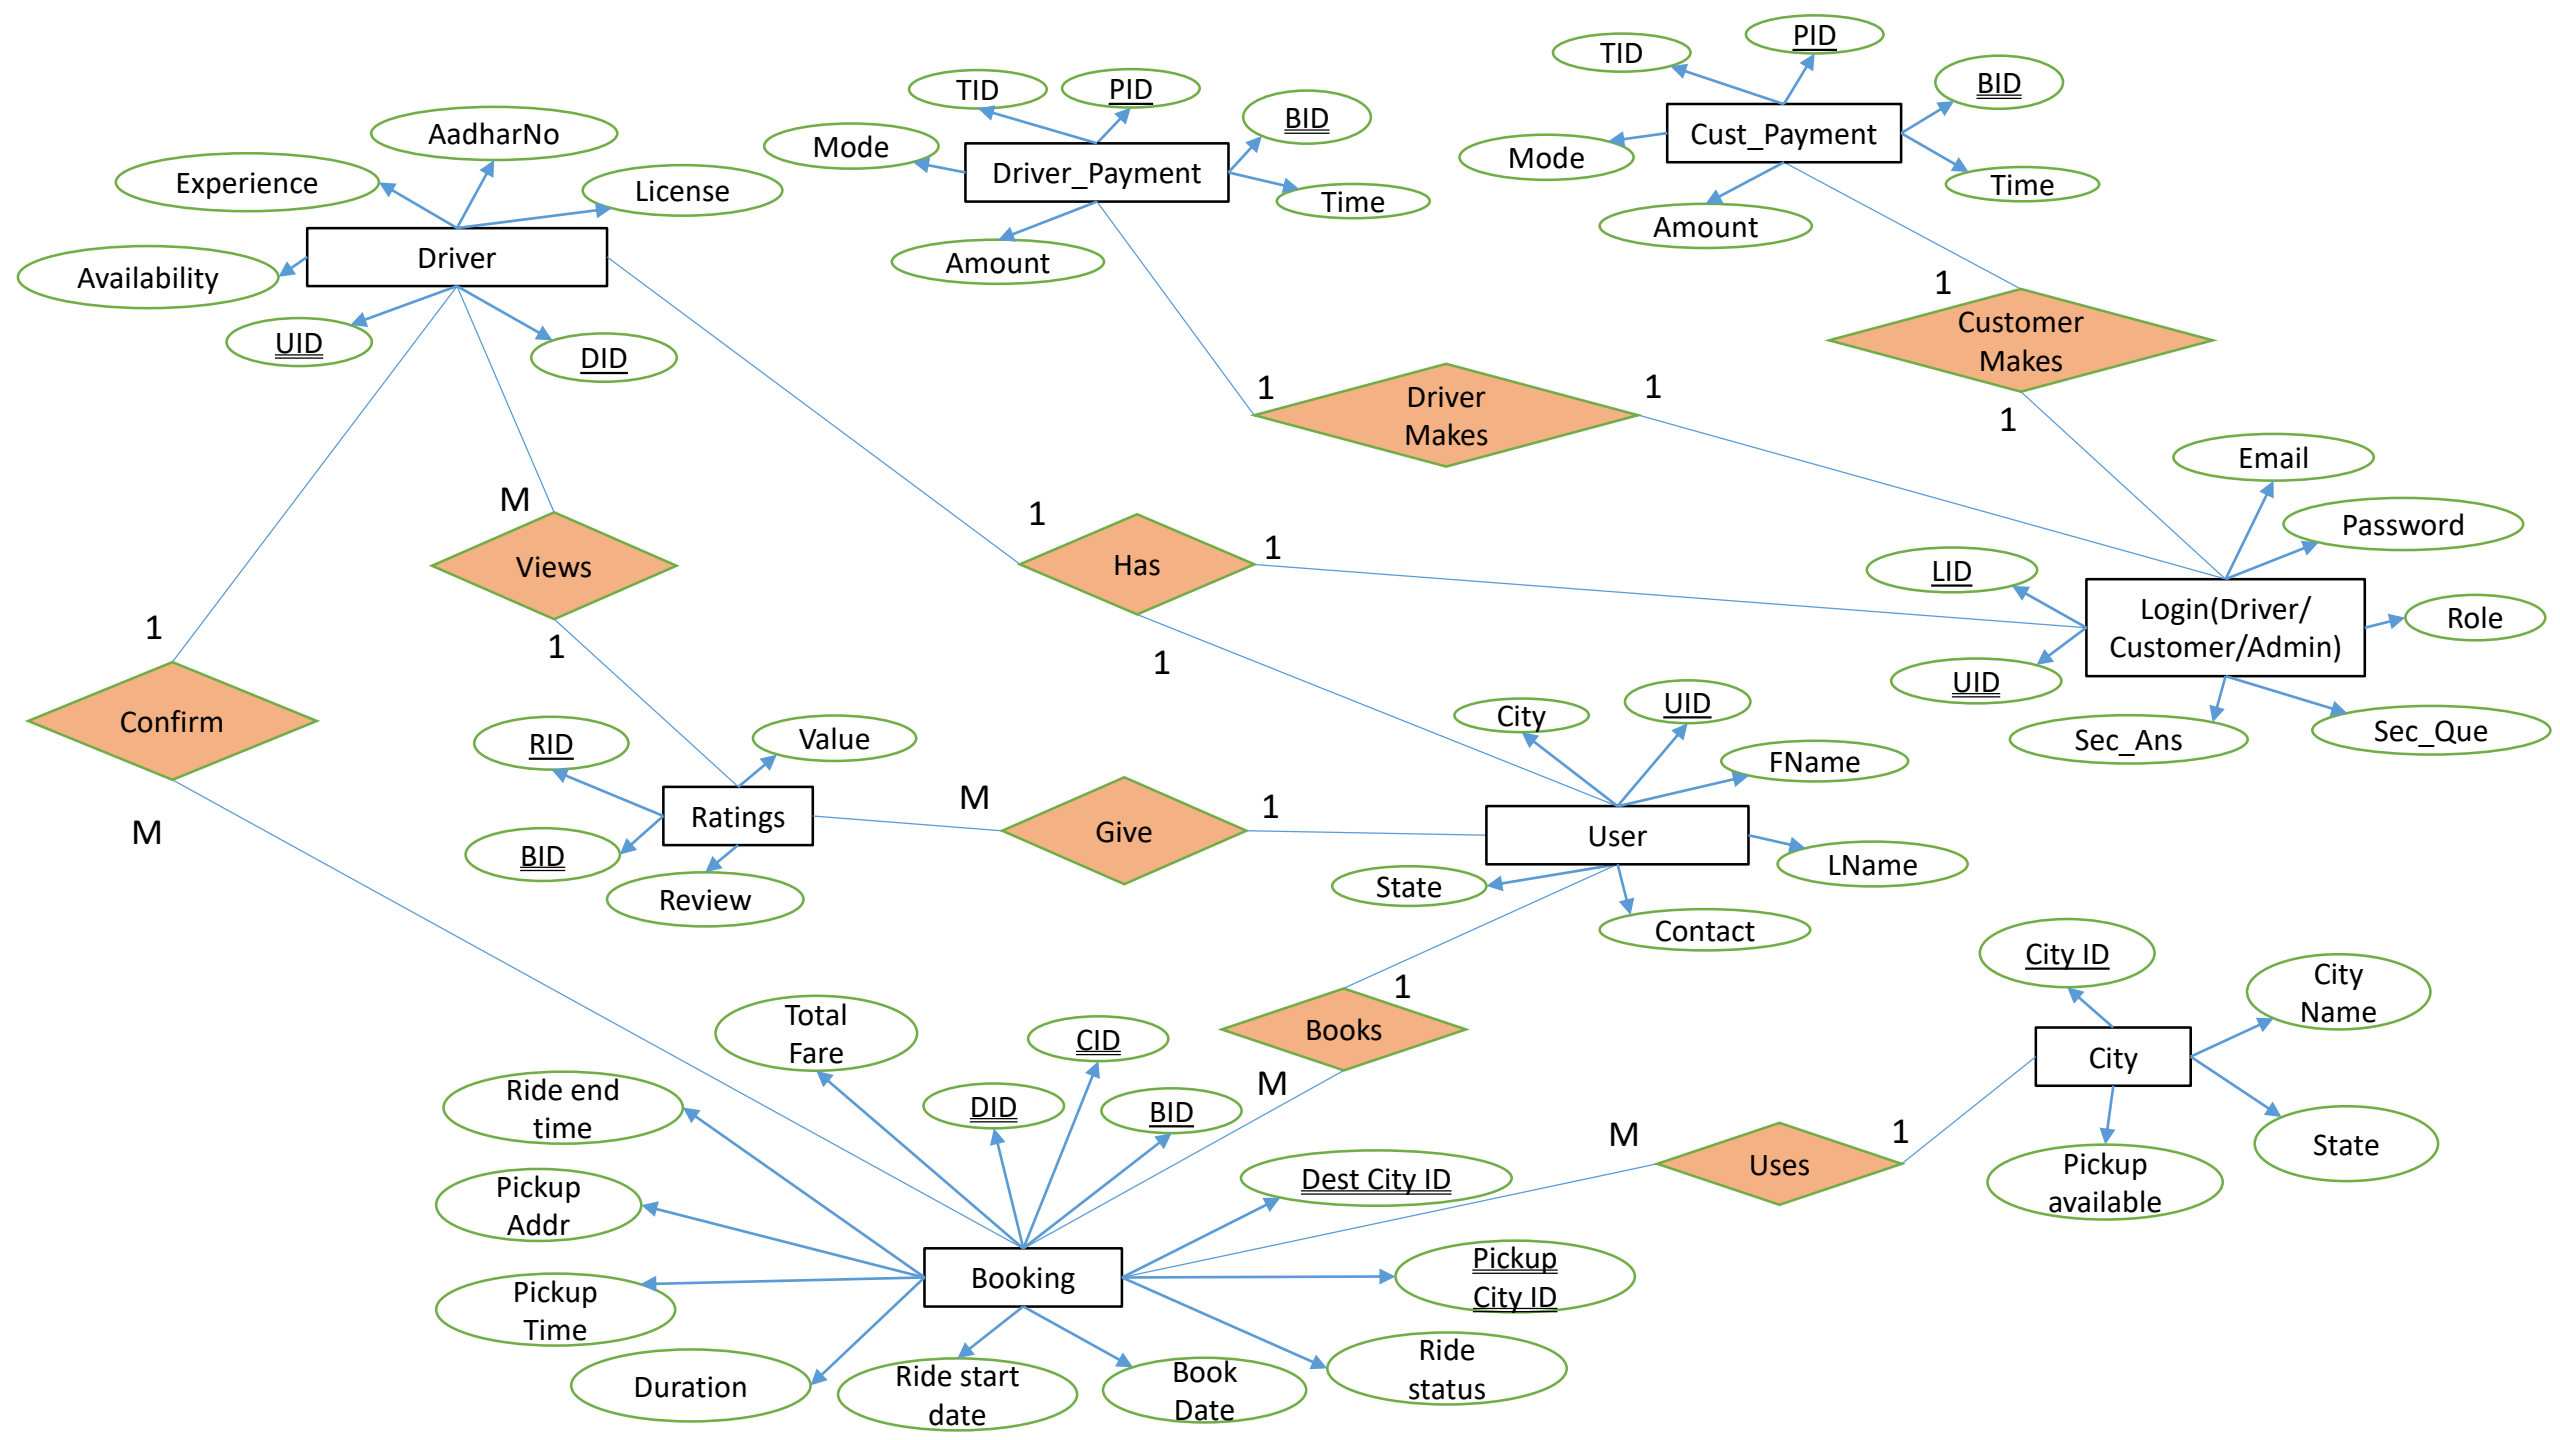 PID
TID
BID
Cust_Payment
Mode
Time
Amount
TID
PID
BID
Mode
Driver_Payment
Time
Amount
AadharNo
Experience
License
Driver
Availability
UID
DID
1
Customer
Makes
1
1
Driver
Makes
1
Email
Password
LID
Login(Driver/
Customer/Admin)
Role
UID
Sec_Ans
Sec_Que
M
Views
1
1
Has
1
1
1
Confirm
M
RID
Value
Ratings
BID
Review
M
Give
1
City
UID
FName
User
LName
State
Contact
1
Books
M
City ID
City
Name
City
State
Pickup
available
M
Uses
1
Total
Fare
CID
DID
BID
Ride end
time
Dest City ID
Pickup
Addr
Booking
Pickup
City ID
Pickup
Time
Duration
Ride start
date
Book
Date
Ride
status